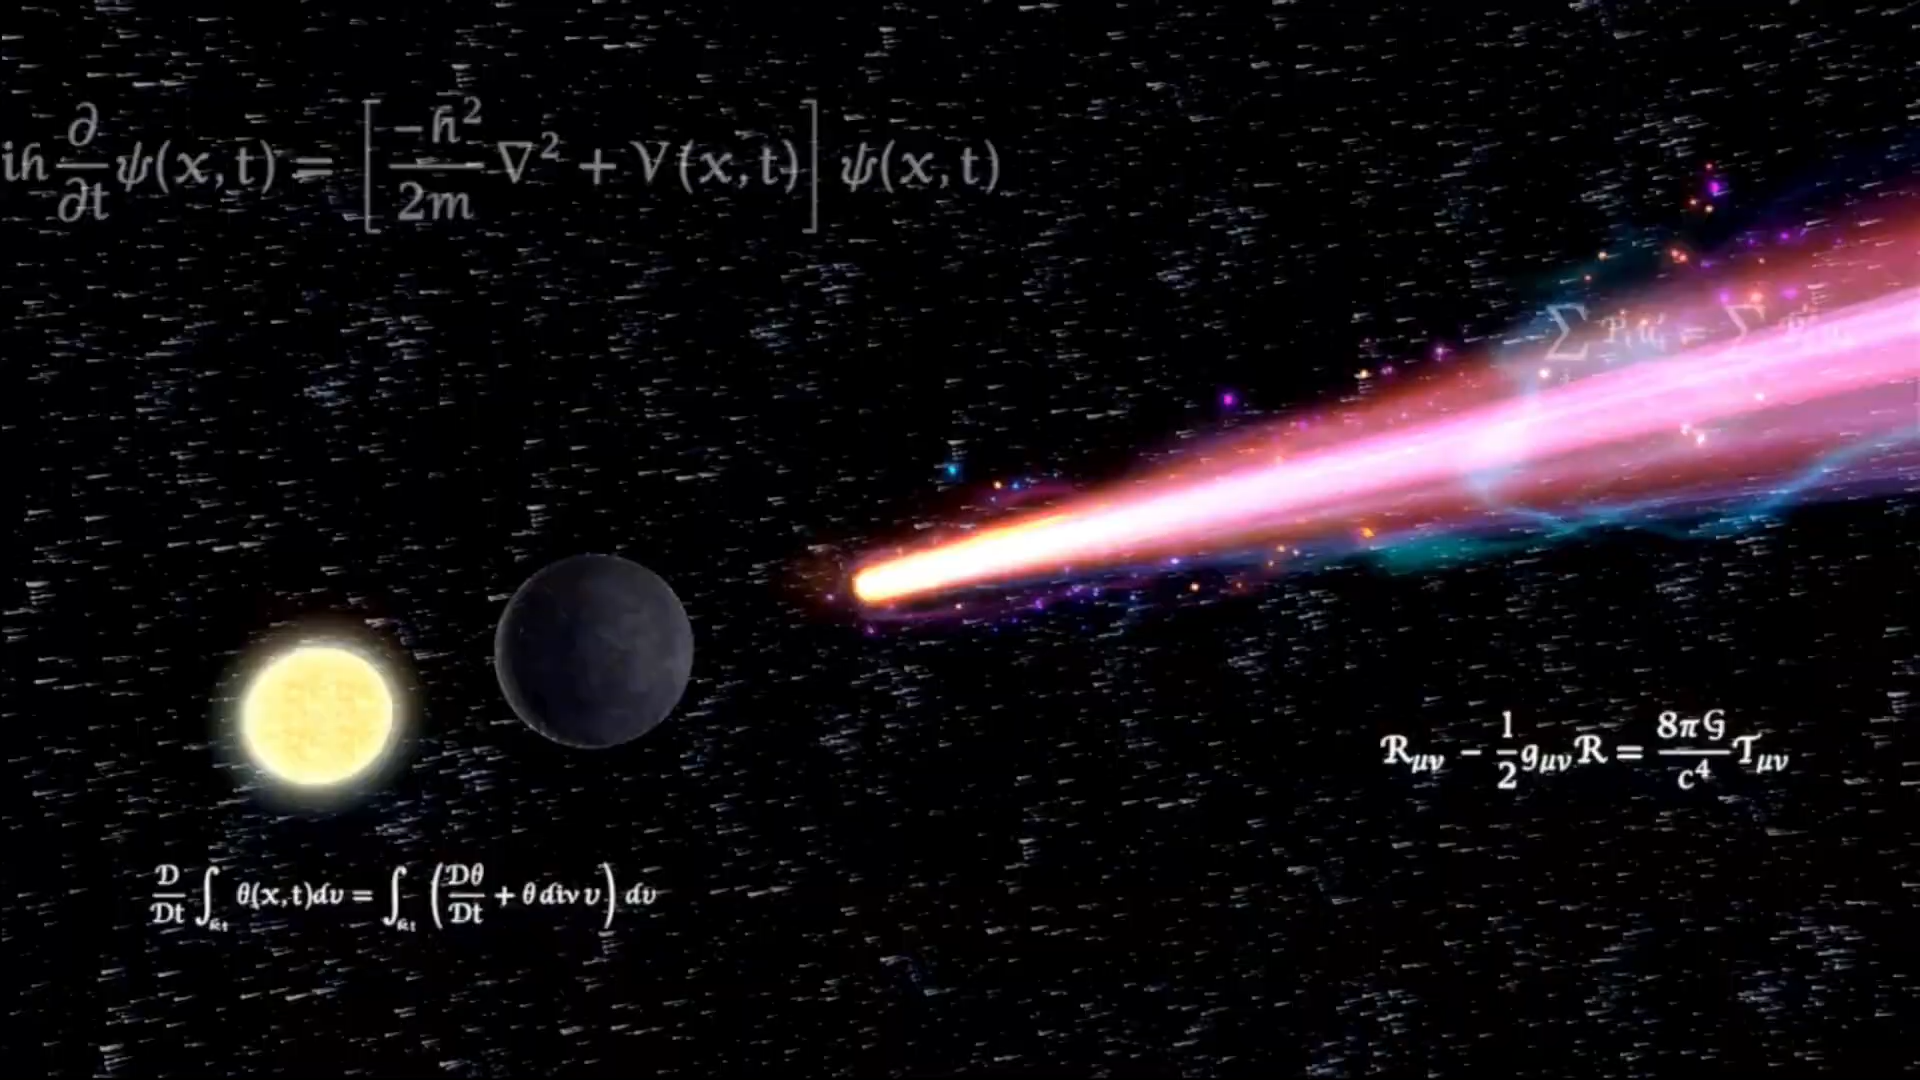 iℏ ∂/∂t ψ(x,t) = [−ℏ²/2m ∇² + V(x,t)] ψ(x,t)
R_μν − 1/2 g_μν R = 8πG/c⁴ T_μν
D/Dt ∫ θ(x,t)dv = ∫ (Dθ/Dt + θ div v) dv